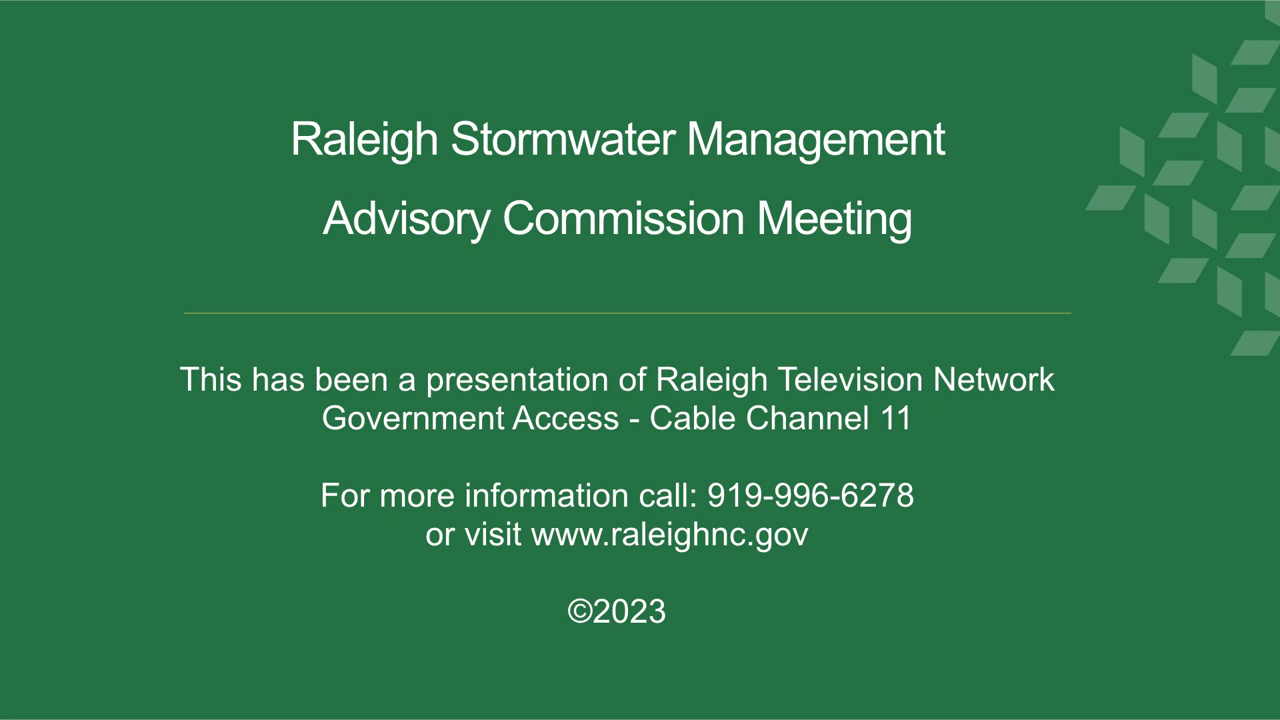 Raleigh Stormwater Management
Advisory Commission Meeting
This has been a presentation of Raleigh Television Network
Government Access - Cable Channel 11
For more information call: 919-996-6278
or visit www.raleighnc.gov
©2023